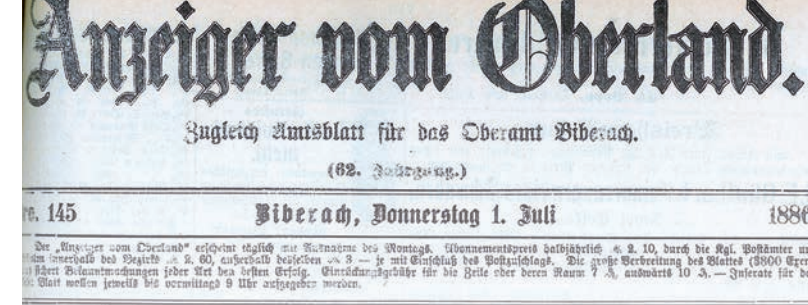 Anzeiger vom Oberland.
Zugleich Amtsblatt für das Oberamt Biberach.
(62. Jahrgang.)
145 Biberach, Donnerstag 1. Juli 1886
Der „Anzeiger vom Oberland“ erscheint täglich mit Ausnahme des Montags. Abonnementspreis halbjährlich 2. 10, durch die Kgl. Postämter
innerhalb des Bezirks 2, 60, außerhalb desselben 3 — je mit Einschluß des Postzuschlags. Die große Verbreitung des Blattes (3800
sichert Bekanntmachungen jeder Art den besten Erfolg. Einrückungsgebühr für die Zeile oder deren Raum 7 auswärts 10 — Inserate für
Blatt wollen jeweils bis vormittags 9 Uhr aufgegeben werden.